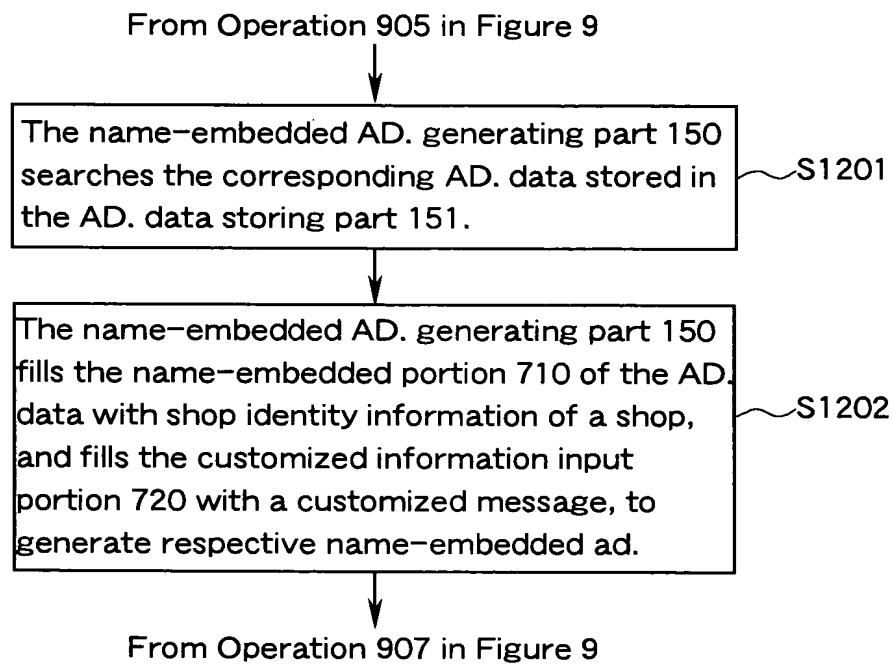 From Operation 905 in Figure 9
The name-embedded AD. generating part 150
searches the corresponding AD. data stored in
the AD. data storing part 151.
S1201
The name-embedded AD. generating part 150
fills the name-embedded portion 710 of the AD.
data with shop identity information of a shop,
and fills the customized information input
portion 720 with a customized message, to
generate respective name-embedded ad.
S1202
From Operation 907 in Figure 9